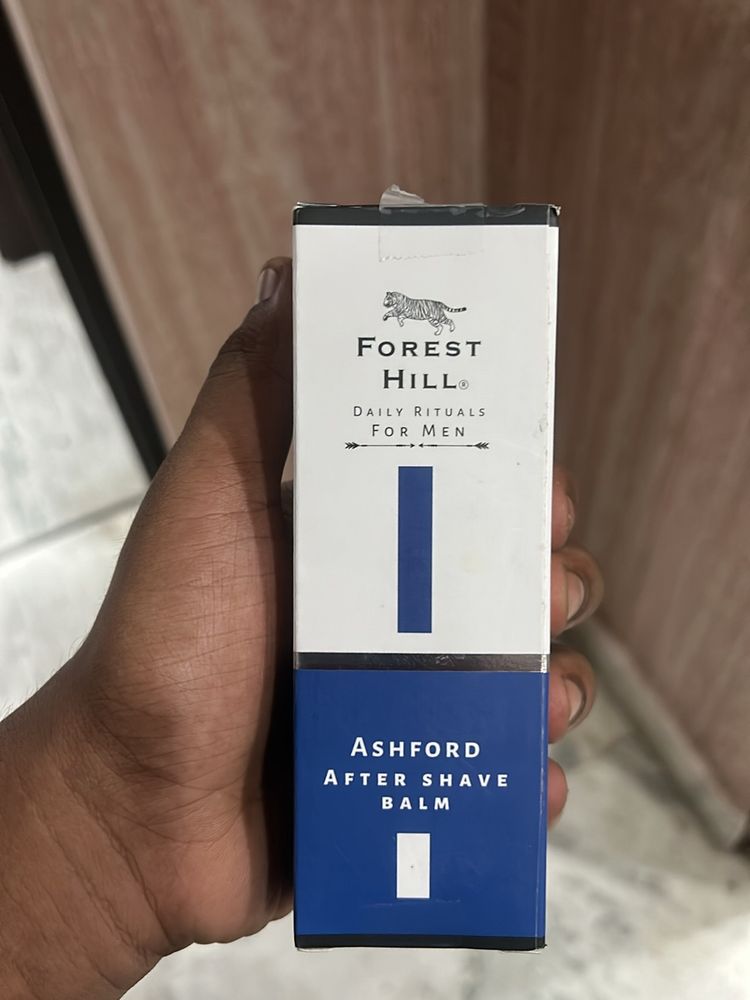 FOREST
HILL®
DAILY RITUALS
FOR MEN
ASHFORD
AFTER SHAVE
BALM